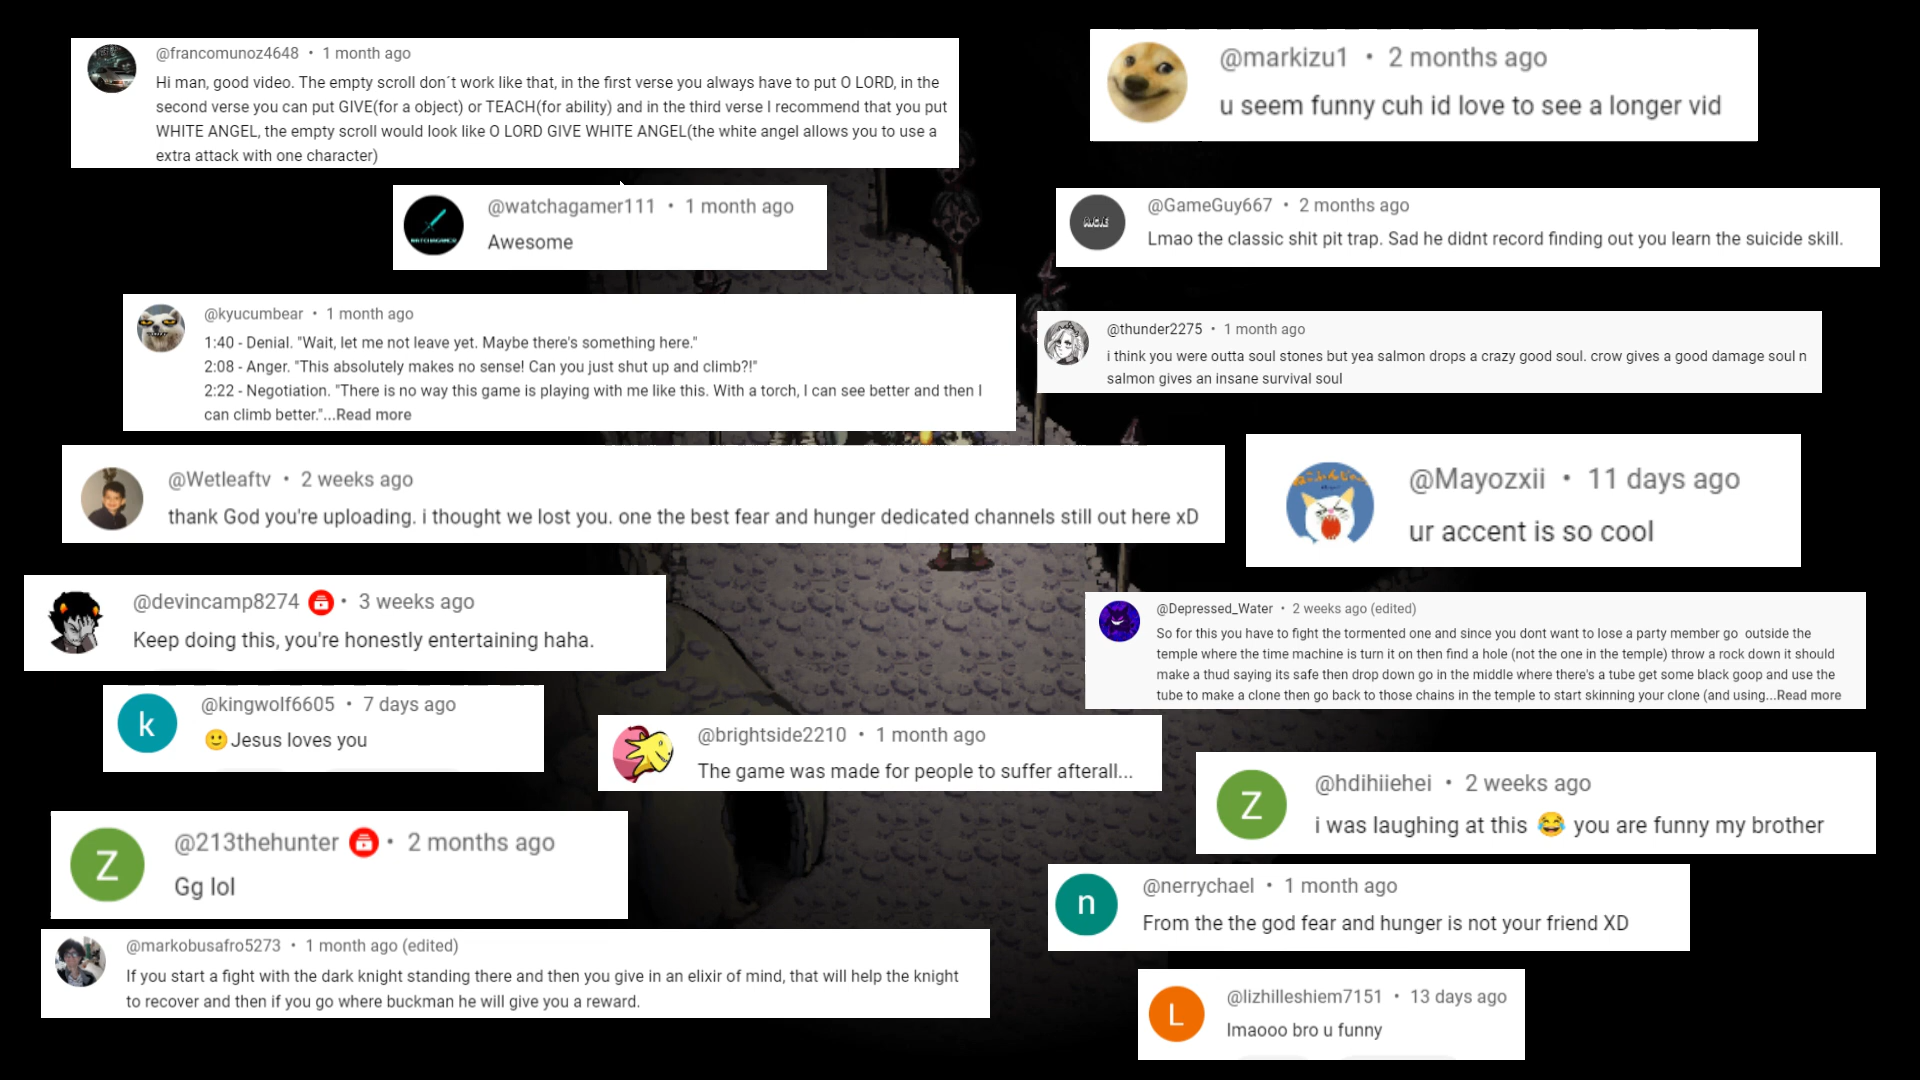 @francomunoz4648 • 1 month ago
Hi man, good video. The empty scroll don´t work like that, in the first verse you always have to put O LORD, in the
second verse you can put GIVE(for a object) or TEACH(for ability) and in the third verse I recommend that you put
WHITE ANGEL, the empty scroll would look like O LORD GIVE WHITE ANGEL(the white angel allows you to use a
extra attack with one character)
@markizu1 • 2 months ago
u seem funny cuh id love to see a longer vid
@watchagamer111 • 1 month ago
Awesome
@GameGuy667 • 2 months ago
Lmao the classic shit pit trap. Sad he didnt record finding out you learn the suicide skill.
@kyucumbear • 1 month ago
1:40 - Denial. "Wait, let me not leave yet. Maybe there's something here."
2:08 - Anger. "This absolutely makes no sense! Can you just shut up and climb?!"
2:22 - Negotiation. "There is no way this game is playing with me like this. With a torch, I can see better and then I
can climb better."...Read more
@thunder2275 • 1 month ago
i think you were outta soul stones but yea salmon drops a crazy good soul. crow gives a good damage soul n
salmon gives an insane survival soul
@Wetleaftv • 2 weeks ago
thank God you're uploading. i thought we lost you. one the best fear and hunger dedicated channels still out here xD
@Mayozxii • 11 days ago
ur accent is so cool
@devincamp8274 • 3 weeks ago
Keep doing this, you're honestly entertaining haha.
@Depressed_Water • 2 weeks ago (edited)
So for this you have to fight the tormented one and since you dont want to lose a party member go  outside the
temple where the time machine is turn it on then find a hole (not the one in the temple) throw a rock down it should
make a thud saying its safe then drop down go in the middle where there's a tube get some black goop and use the
tube to make a clone then go back to those chains in the temple to start skinning your clone (and using...Read more
k
@kingwolf6605 • 7 days ago
🙂Jesus loves you
@brightside2210 • 1 month ago
The game was made for people to suffer afterall...
Z
@hdihiiehei • 2 weeks ago
i was laughing at this 😂 you are funny my brother
Z
@213thehunter • 2 months ago
Gg lol
n
@nerrychael • 1 month ago
From the the god fear and hunger is not your friend XD
@markobusafro5273 • 1 month ago (edited)
If you start a fight with the dark knight standing there and then you give in an elixir of mind, that will help the knight
to recover and then if you go where buckman he will give you a reward.
L
@lizhilleshiem7151 • 13 days ago
lmaooo bro u funny